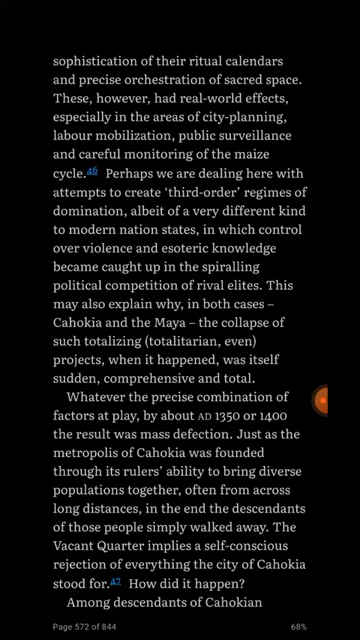 sophistication of their ritual calendars
and precise orchestration of sacred space.
These, however, had real-world effects,
especially in the areas of city-planning,
labour mobilization, public surveillance
and careful monitoring of the maize
cycle.46 Perhaps we are dealing here with
attempts to create ‘third-order’ regimes of
domination, albeit of a very different kind
to modern nation states, in which control
over violence and esoteric knowledge
became caught up in the spiralling
political competition of rival elites. This
may also explain why, in both cases –
Cahokia and the Maya – the collapse of
such totalizing (totalitarian, even)
projects, when it happened, was itself
sudden, comprehensive and total.
Whatever the precise combination of
factors at play, by about AD 1350 or 1400
the result was mass defection. Just as the
metropolis of Cahokia was founded
through its rulers’ ability to bring diverse
populations together, often from across
long distances, in the end the descendants
of those people simply walked away. The
Vacant Quarter implies a self-conscious
rejection of everything the city of Cahokia
stood for.47 How did it happen?
Among descendants of Cahokian
Page 572 of 844 68%